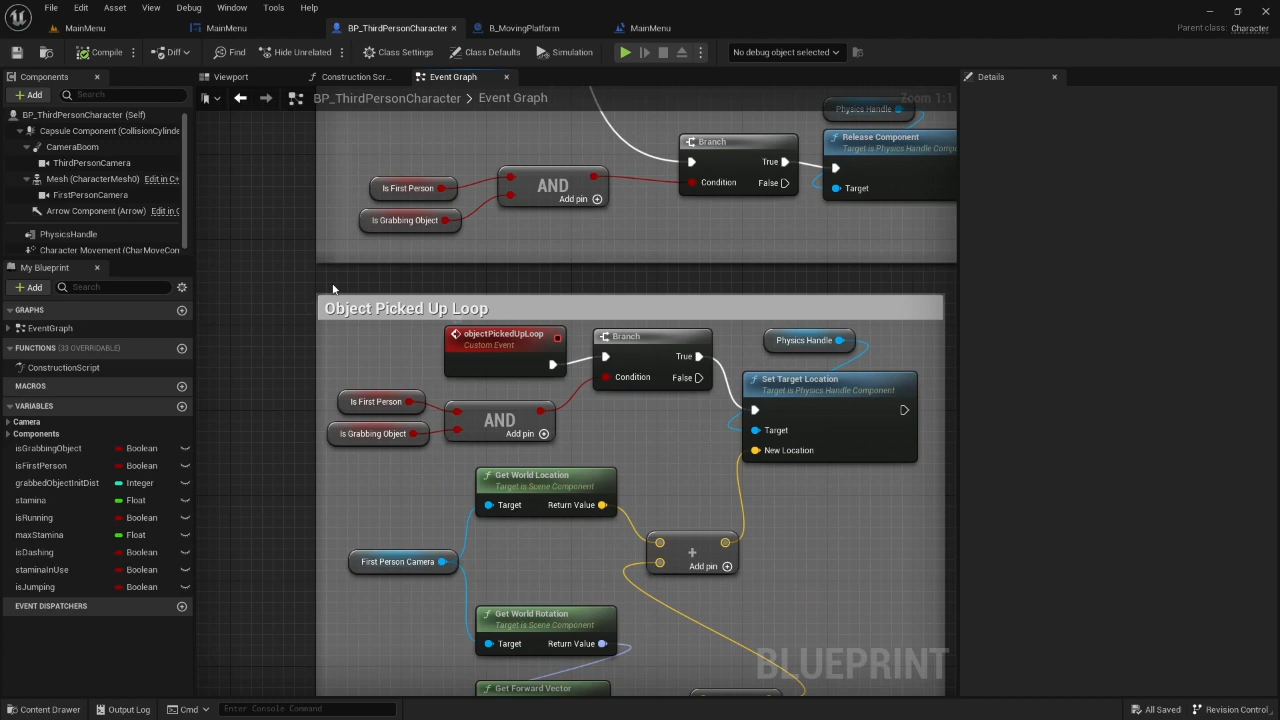 File Edit Asset View Debug Window Tools Help
MainMenu
MainMenu
BP_ThirdPersonCharacter
B_MovingPlatform
MainMenu
Parent class: Character
Compile
Diff
Find
Hide Unrelated
Class Settings
Class Defaults
Simulation
No debug object selected
Components
Add
Search
BP_ThirdPersonCharacter (Self)
Capsule Component (CollisionCylinde
CameraBoom
ThirdPersonCamera
Mesh (CharacterMesh0) Edit in C+
FirstPersonCamera
Arrow Component (Arrow) Edit in C
PhysicsHandle
Character Movement (CharMoveCon
My Blueprint
Add
Search
GRAPHS
EventGraph
FUNCTIONS (33 OVERRIDABLE)
ConstructionScript
MACROS
VARIABLES
Camera
Components
isGrabbingObject Boolean
isFirstPerson Boolean
grabbedObjectInitDist Integer
stamina Float
isRunning Boolean
maxStamina Float
isDashing Boolean
staminaInUse Boolean
isJumping Boolean
EVENT DISPATCHERS
Viewport
Construction Scr...
Event Graph
BP_ThirdPersonCharacter > Event Graph
Zoom 1:1
Physics Handle
Branch
True
Condition
False
Release Component
Target is Physics Handle Compo
Target
Is First Person
Is Grabbing Object
AND
Add pin
Object Picked Up Loop
objectPickedUpLoop
Custom Event
Branch
True
Condition
False
Physics Handle
Set Target Location
Target is Physics Handle Component
Target
New Location
Is First Person
Is Grabbing Object
AND
Add pin
Get World Location
Target is Scene Component
Target
Return Value
First Person Camera
+
Add pin
Get World Rotation
Target is Scene Component
Target
Return Value
Get Forward Vector
BLUEPRINT
Details
Content Drawer
Output Log
Cmd
Enter Console Command
All Saved
Revision Control